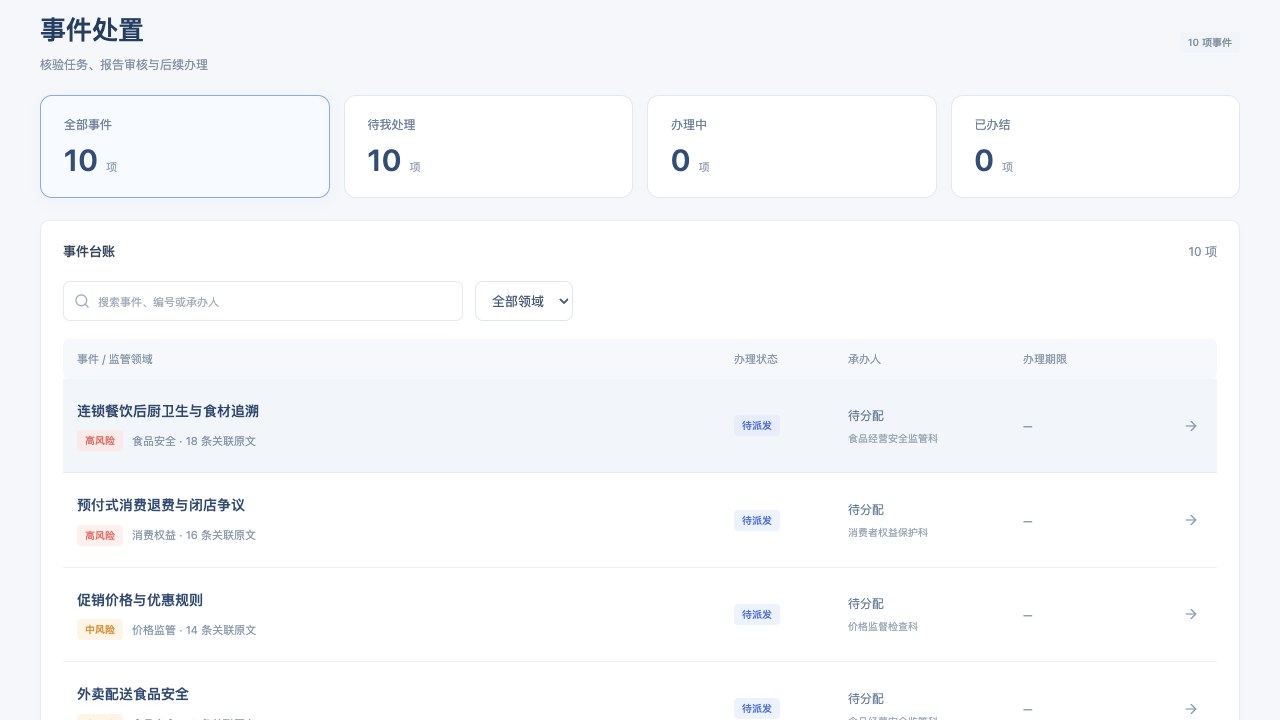 事件处置
10 项事件
核验任务、报告审核与后续办理
全部事件
10 项
待我处理
10 项
办理中
0 项
已办结
0 项
事件台账
10 项
搜索事件、编号或承办人
全部领域
事件 / 监管领域 办理状态 承办人 办理期限
连锁餐饮后厨卫生与食材追溯
高风险 食品安全 · 18 条关联原文
待派发
待分配
食品经营安全监管科
—
预付式消费退费与闭店争议
高风险 消费权益 · 16 条关联原文
待派发
待分配
消费者权益保护科
—
促销价格与优惠规则
中风险 价格监管 · 14 条关联原文
待派发
待分配
价格监督检查科
—
外卖配送食品安全
待派发
待分配
—